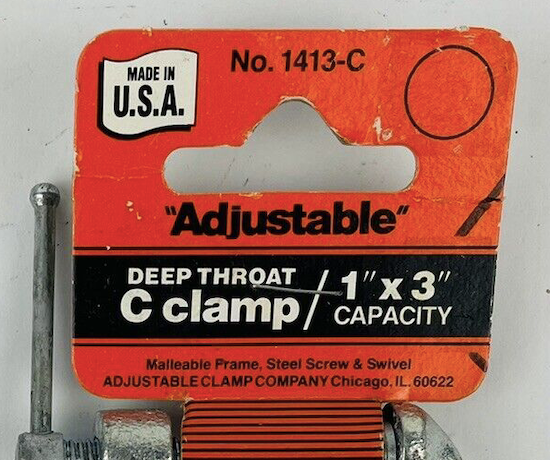 No. 1413-C
MADE IN
U.S.A.
"Adjustable"
DEEP THROAT
C clamp / 1" x 3"
CAPACITY
Malleable Frame, Steel Screw & Swivel
ADJUSTABLE CLAMP COMPANY Chicago, IL. 60622